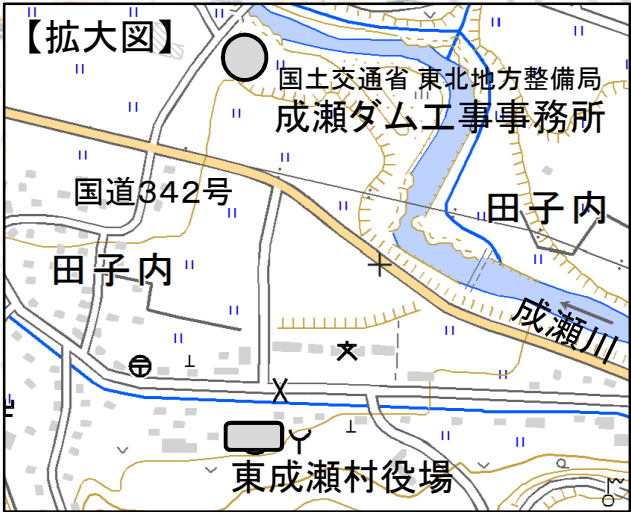 【拡大図】
国土交通省 東北地方整備局
成瀬ダム工事事務所
国道342号
田子内
田子内
成瀬川
東成瀬村役場